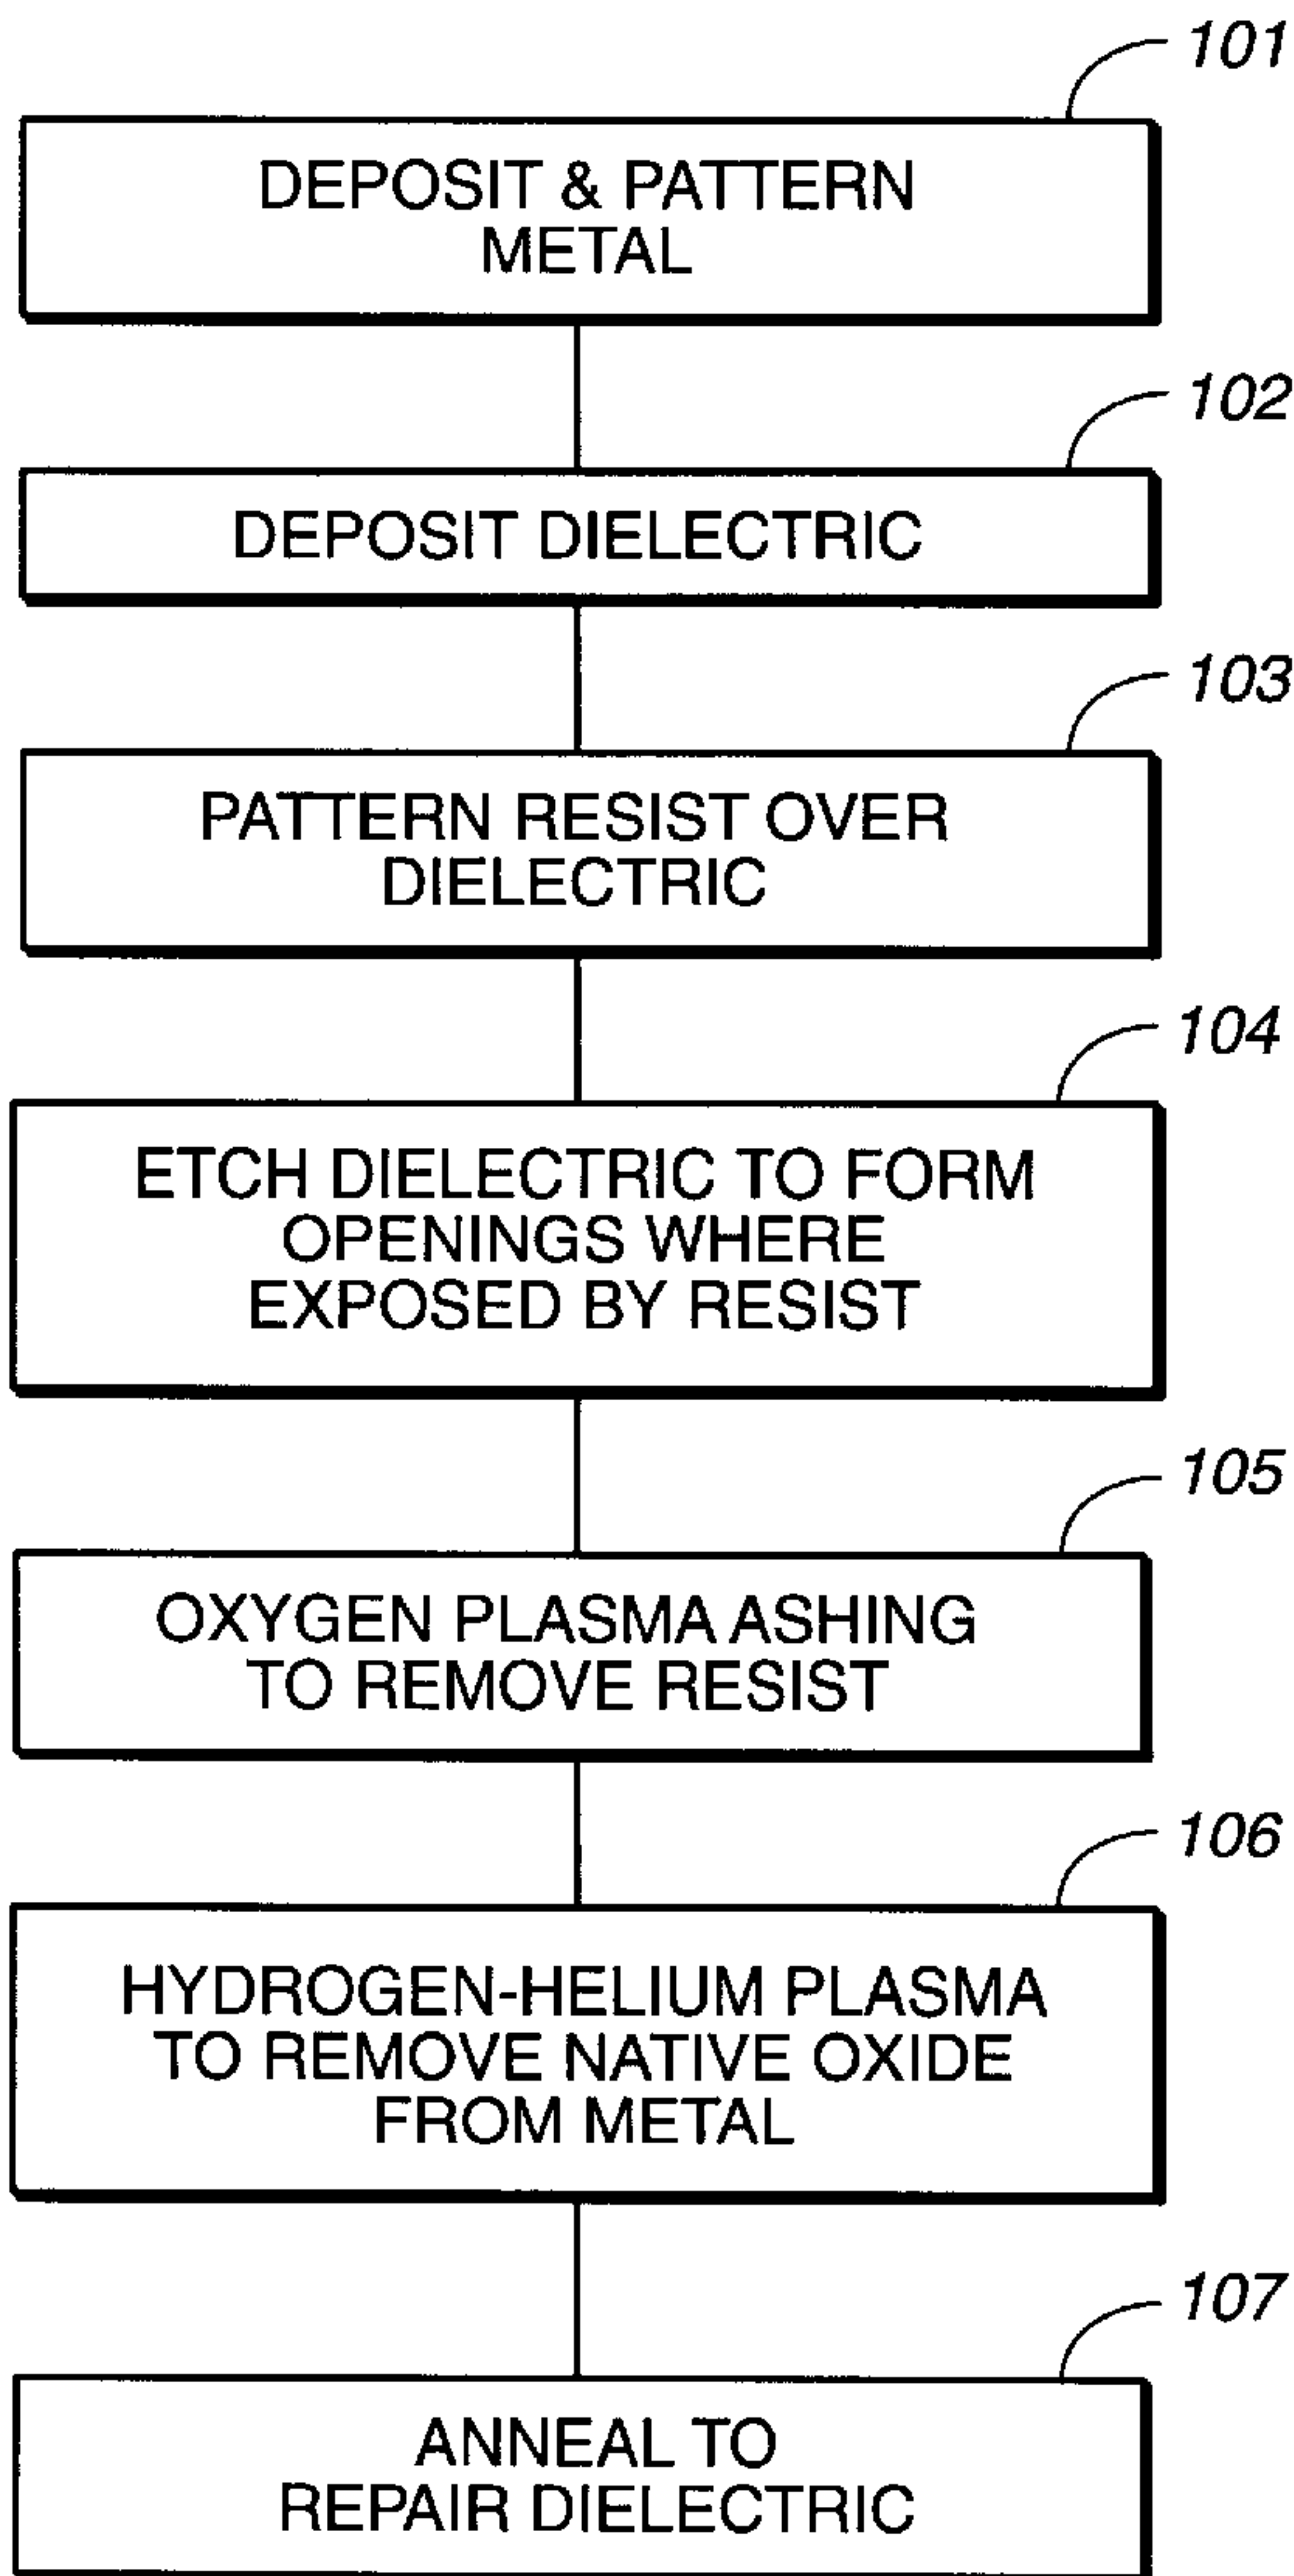 101
DEPOSIT & PATTERN
METAL
102
DEPOSIT DIELECTRIC
103
PATTERN RESIST OVER
DIELECTRIC
104
ETCH DIELECTRIC TO FORM
OPENINGS WHERE
EXPOSED BY RESIST
105
OXYGEN PLASMA ASHING
TO REMOVE RESIST
106
HYDROGEN-HELIUM PLASMA
TO REMOVE NATIVE OXIDE
FROM METAL
107
ANNEAL TO
REPAIR DIELECTRIC